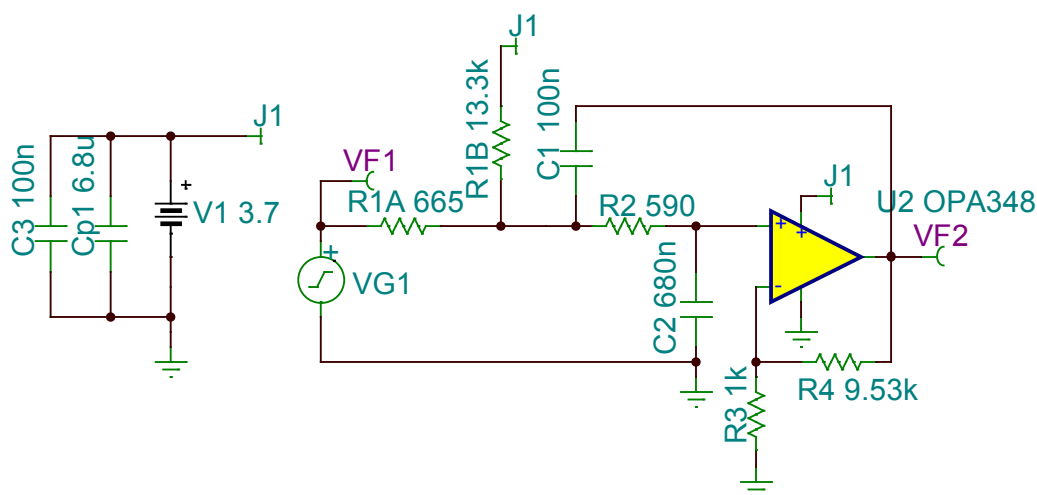 J1
C3 100n
Cp1 6.8u
+
V1 3.7
VF1
+
VG1
R1A 665
J1
R1B 13.3k
C1 100n
R2 590
C2 680n
J1
U2 OPA348
VF2
+
+
-
R4 9.53k
R3 1k